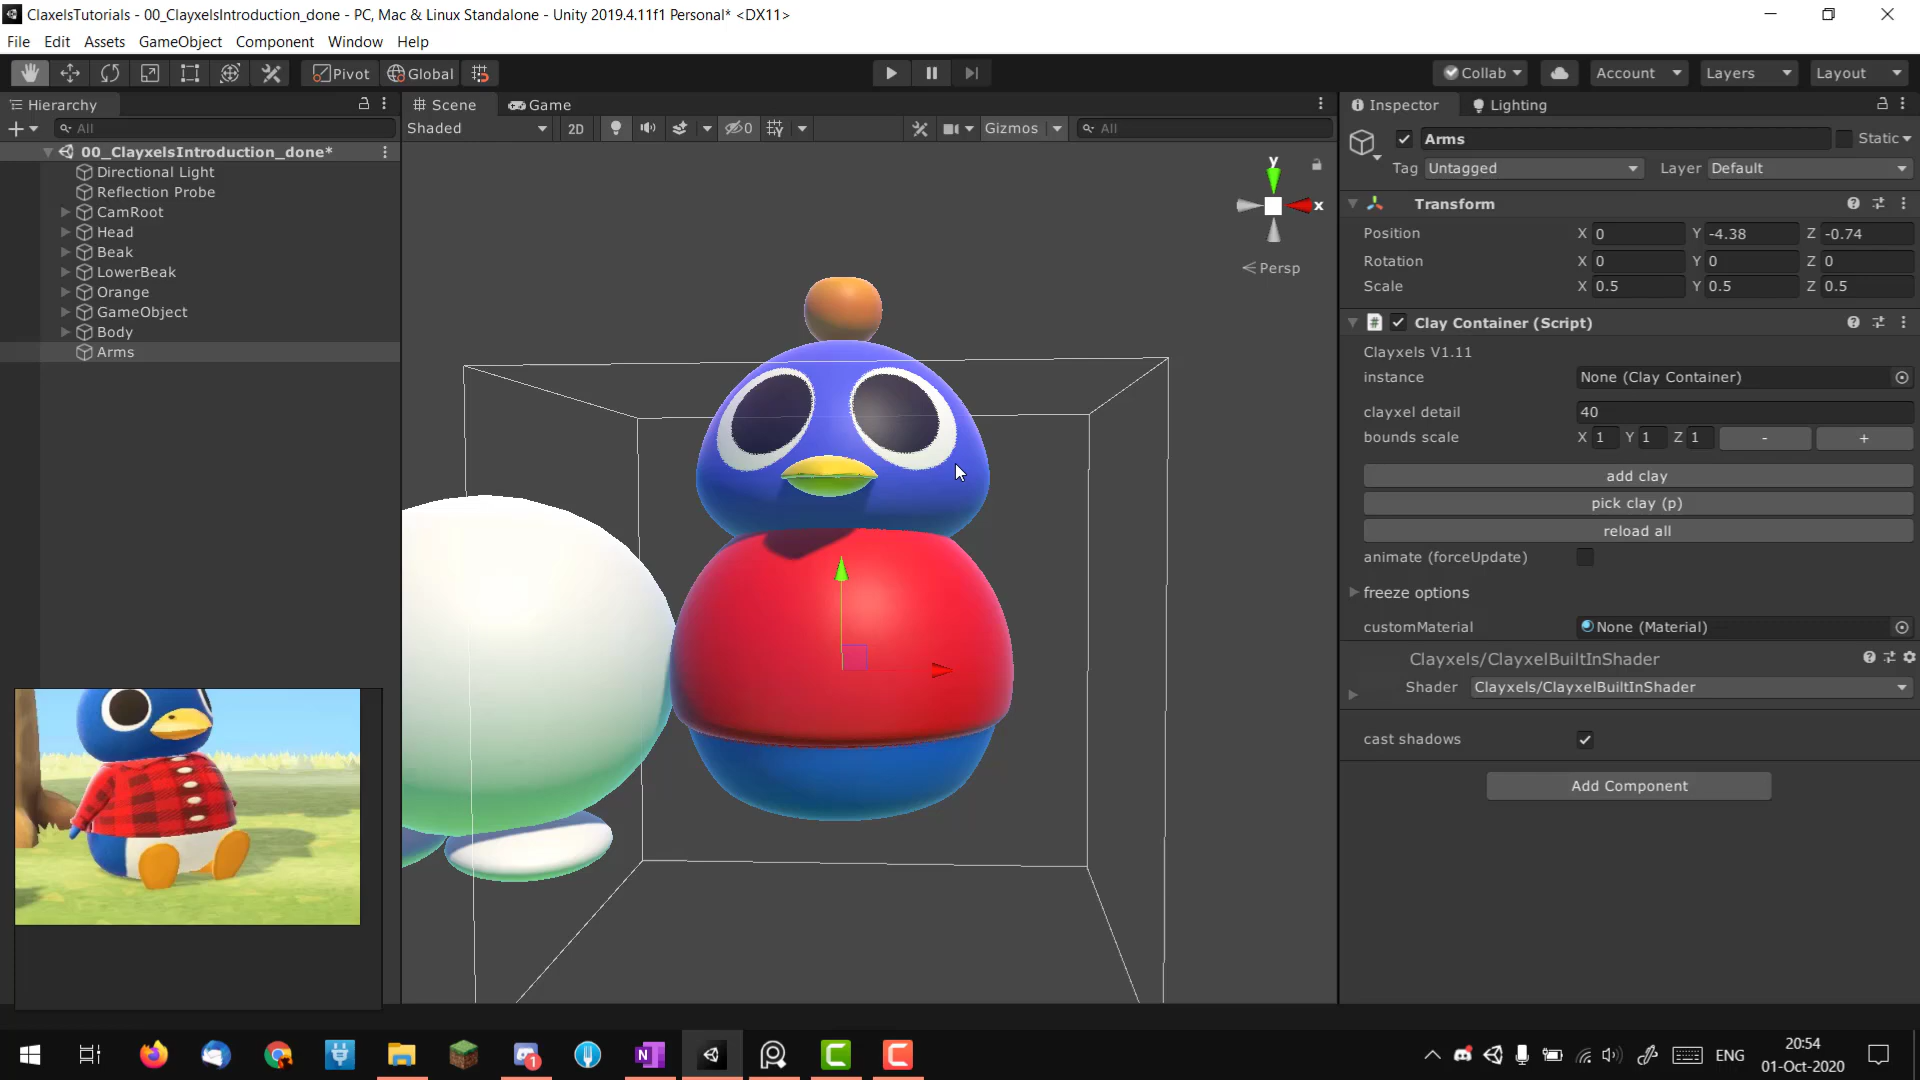 ClaxelsTutorials - 00_ClayxelsIntroduction_done - PC, Mac & Linux Standalone - Unity 2019.4.11f1 Personal* <DX11>
File Edit Assets GameObject Component Window Help
Pivot Global Collab Account Layers Layout
Hierarchy
All
00_ClayxelsIntroduction_done*
Directional Light
Reflection Probe
CamRoot
Head
Beak
LowerBeak
Orange
GameObject
Body
Arms
Scene Game
Shaded 2D 0 Gizmos All
y
x
Persp
Inspector Lighting
Arms Static
Tag Untagged Layer Default
Transform
Position X 0 Y -4.38 Z -0.74
Rotation X 0 Y 0 Z 0
Scale X 0.5 Y 0.5 Z 0.5
# Clay Container (Script)
Clayxels V1.11
instance None (Clay Container)
clayxel detail 40
bounds scale X 1 Y 1 Z 1 - +
add clay
pick clay (p)
reload all
animate (forceUpdate)
freeze options
customMaterial None (Material)
Clayxels/ClayxelBuiltInShader
Shader Clayxels/ClayxelBuiltInShader
cast shadows
Add Component
1
N
ENG
20:54
01-Oct-2020